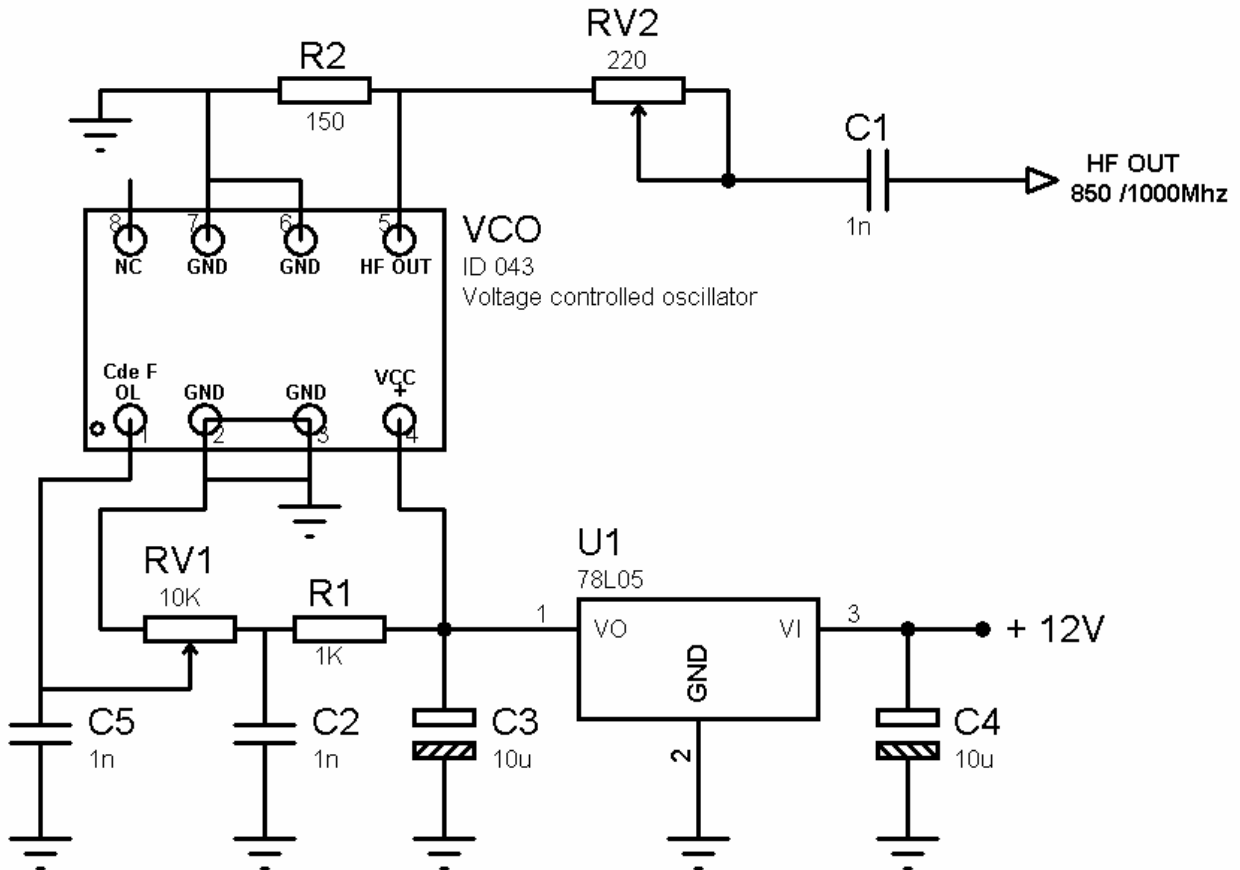 RV2
220
R2
150
C1
1n
HF OUT
850 /1000Mhz
8
7
6
5
NC
GND
GND
HF OUT
VCO
ID 043
Voltage controlled oscillator
Cde F
OL
GND
GND
VCC
+
1
2
3
4
RV1
10K
R1
1K
U1
78L05
1
VO
VI
3
GND
2
+ 12V
C5
1n
C2
1n
C3
10u
C4
10u